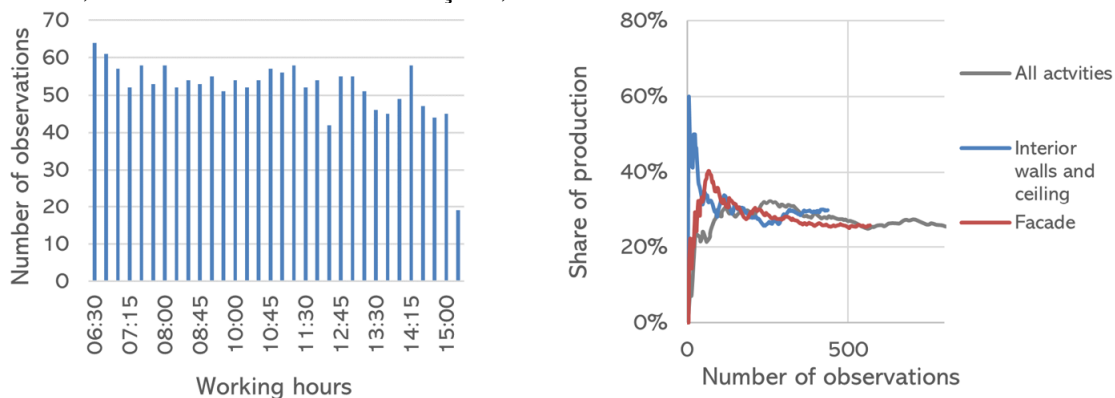 70
60
50
40
30
20
10
0
Number of observations
06:30
07:15
08:00
08:45
10:00
10:45
11:30
12:45
13:30
14:15
15:00
Working hours
80%
60%
40%
20%
0%
Share of production
0
500
Number of observations
All actvities
Interior
walls and
ceiling
Facade